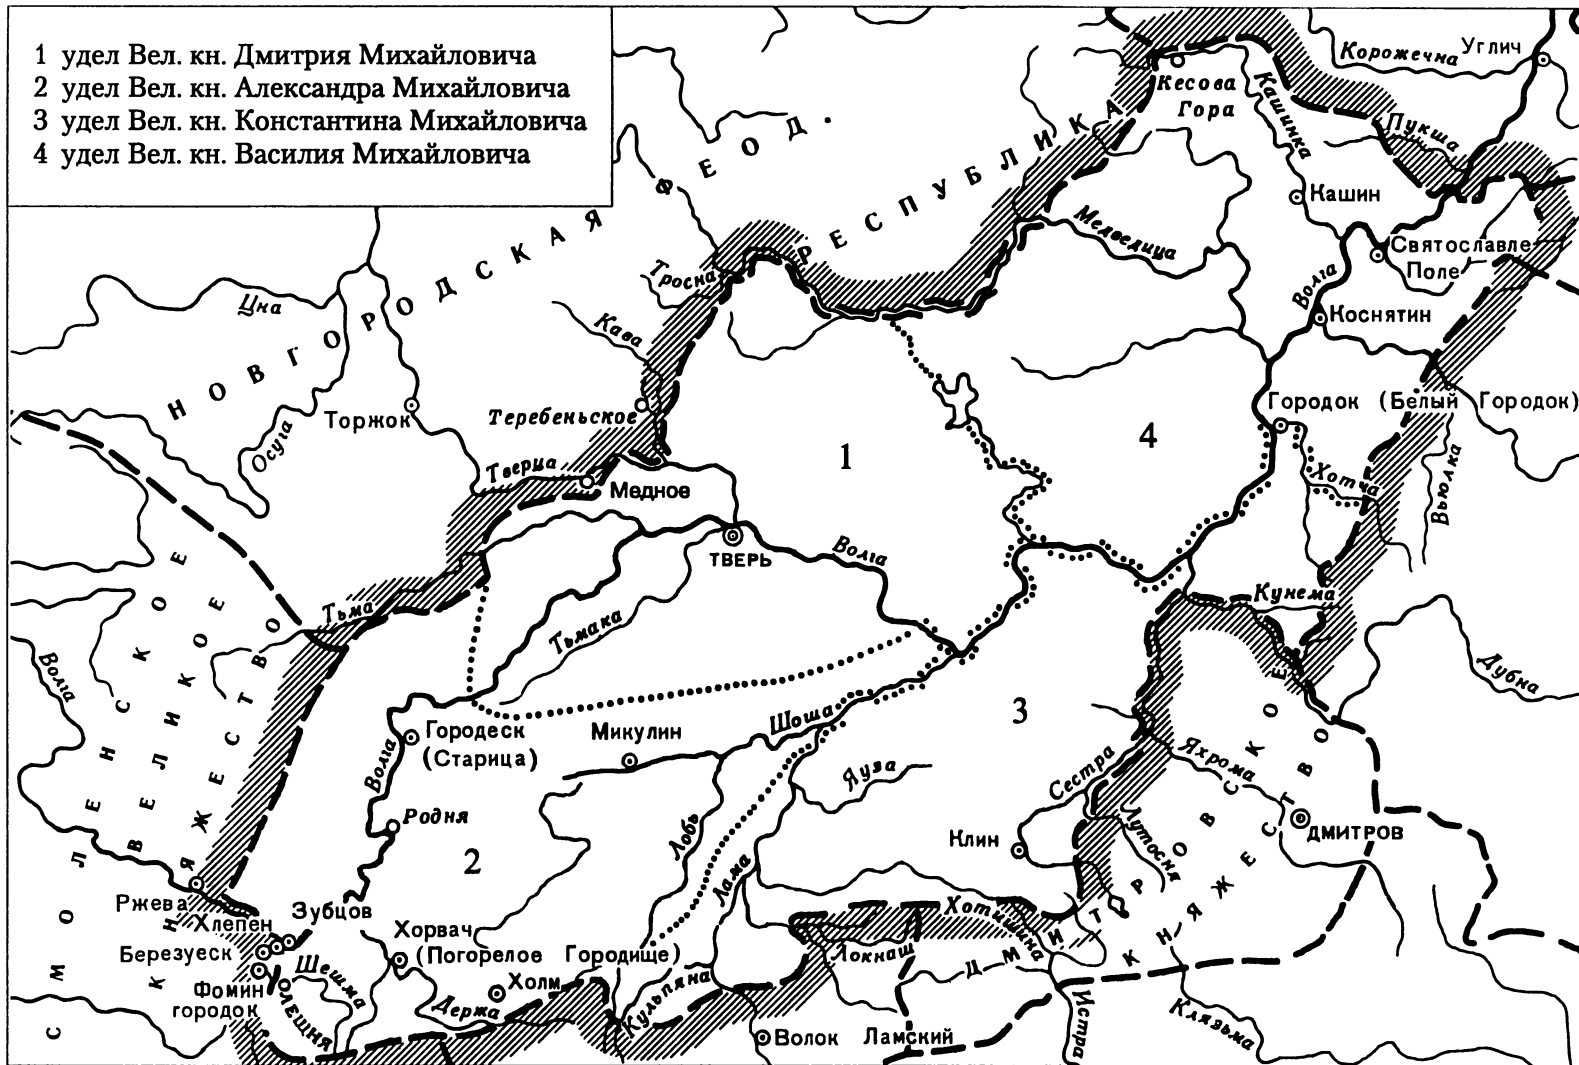 1 удел Вел. кн. Дмитрия Михайловича
2 удел Вел. кн. Александра Михайловича
3 удел Вел. кн. Константина Михайловича
4 удел Вел. кн. Василия Михайловича
НОВГОРОДСКАЯ ФЕОД. РЕСПУБЛИКА
Корожечна
Углич
Кесова
Гора
Кашинка
Пукша
Кашин
Медведица
Святославле
Поле
Волга
Коснятин
Тросна
Кава
Цна
Осуга
Торжок
Теребеньское
Тверца
Медное
1
4
Городок (Белый Городок)
Хотча
Вьюлка
ТВЕРЬ
Волга
Кунема
Дубна
Тьма
Тьмака
Волга
СМОЛЕНСКОЕ
ВЕЛИКОЕ
КНЯЖЕСТВО
Городеск
(Старица)
Микулин
Шоша
3
Волга
Родня
2
Лобь
Лама
Яуза
Сестра
Яхрома
Клин
Лутосня
ДМИТРОВ
ДМИТРОВСКОЕ
КНЯЖЕСТВО
Ржева
Хлепен
Зубцов
Березуеск
Фомин
городок
Олешня
Шешма
Хорвач
(Погорелое Городище)
Холм
Держа
Кульпяна
Локнаш
Хотишина
Волок Ламский
Истра
Клязьма